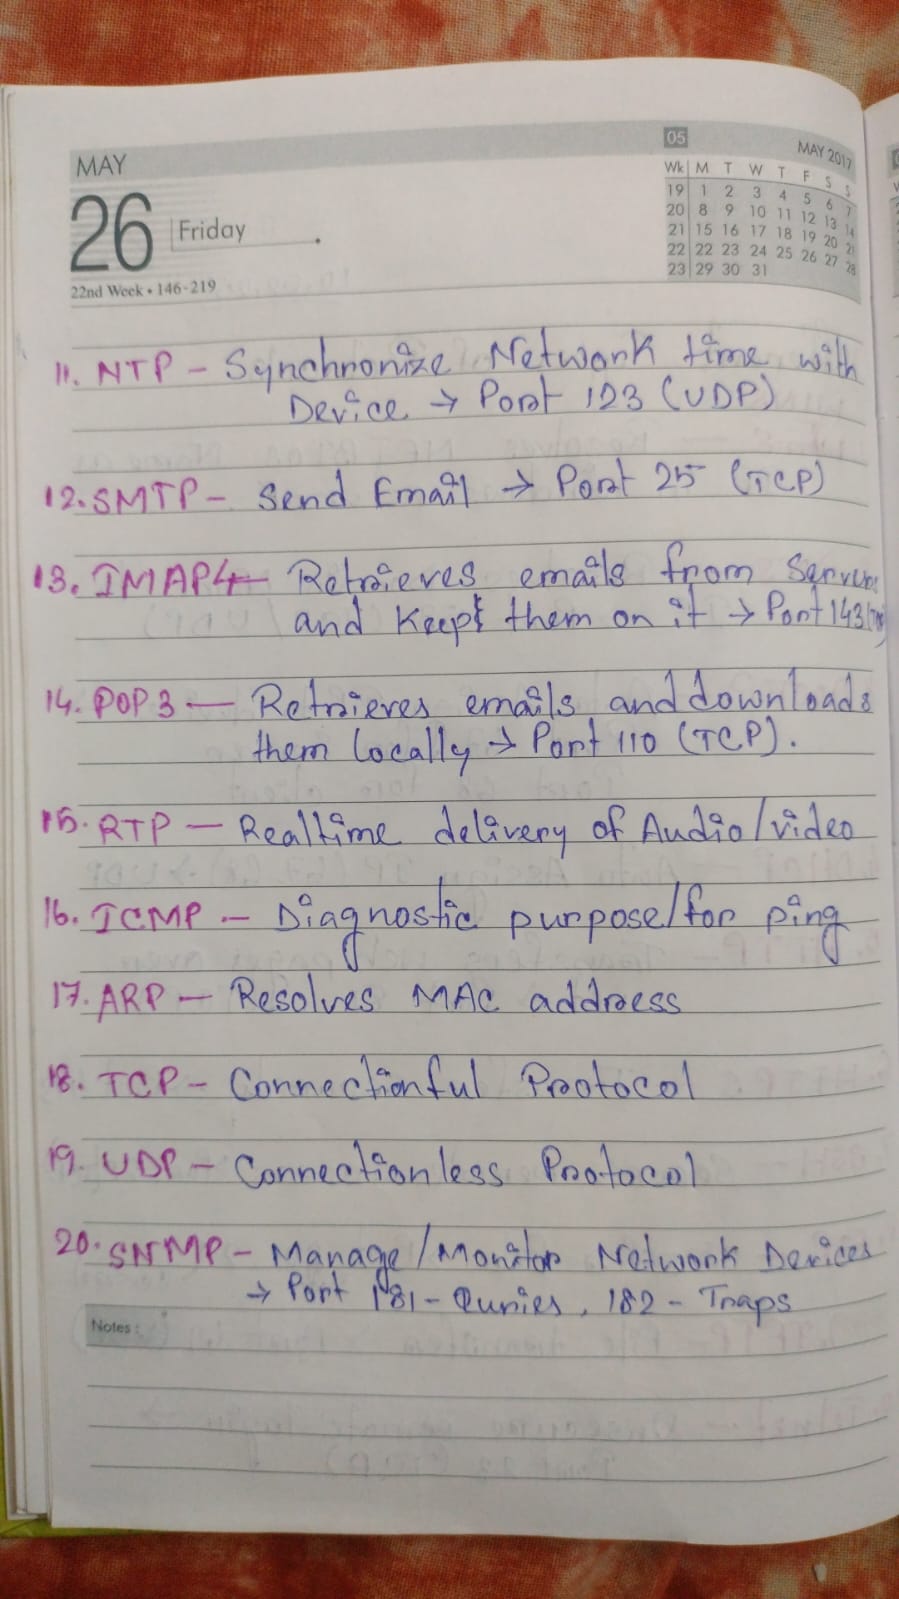 MAY
26 Friday
22nd Week • 146-219
05 MAY 2017
Wk M T W T F S S
19 1 2 3 4 5 6 7
20 8 9 10 11 12 13 14
21 15 16 17 18 19 20 21
22 22 23 24 25 26 27 28
23 29 30 31
11. NTP - Synchronize Network time with
Device → Port 123 (UDP)
12. SMTP - Send Email → Port 25 (TCP)
13. IMAP4 - Retrieves emails from
and Keept them on it → Port 143
14. POP3 - Retrieves emails and downloads
them locally → Port 110 (TCP).
15. RTP - Realtime delivery of Audio/video
16. ICMP - Diagnostic purpose/for ping
17. ARP - Resolves MAC address
18. TCP - Connectionful Protocol
19. UDP - Connectionless Protocol
20. SNMP - Manage/Monitor Network Devices
→ Port 181 - Quries, 182 - Traps
Notes :